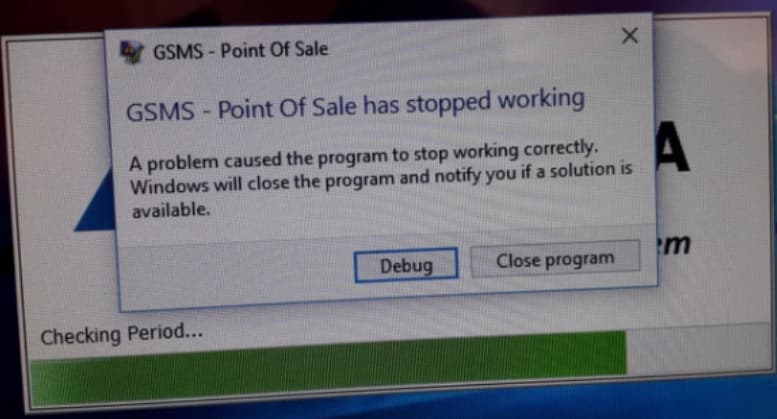 GSMS - Point Of Sale
GSMS - Point Of Sale has stopped working
A problem caused the program to stop working correctly.
Windows will close the program and notify you if a solution is
available.
A
Debug
Close program
em
Checking Period...